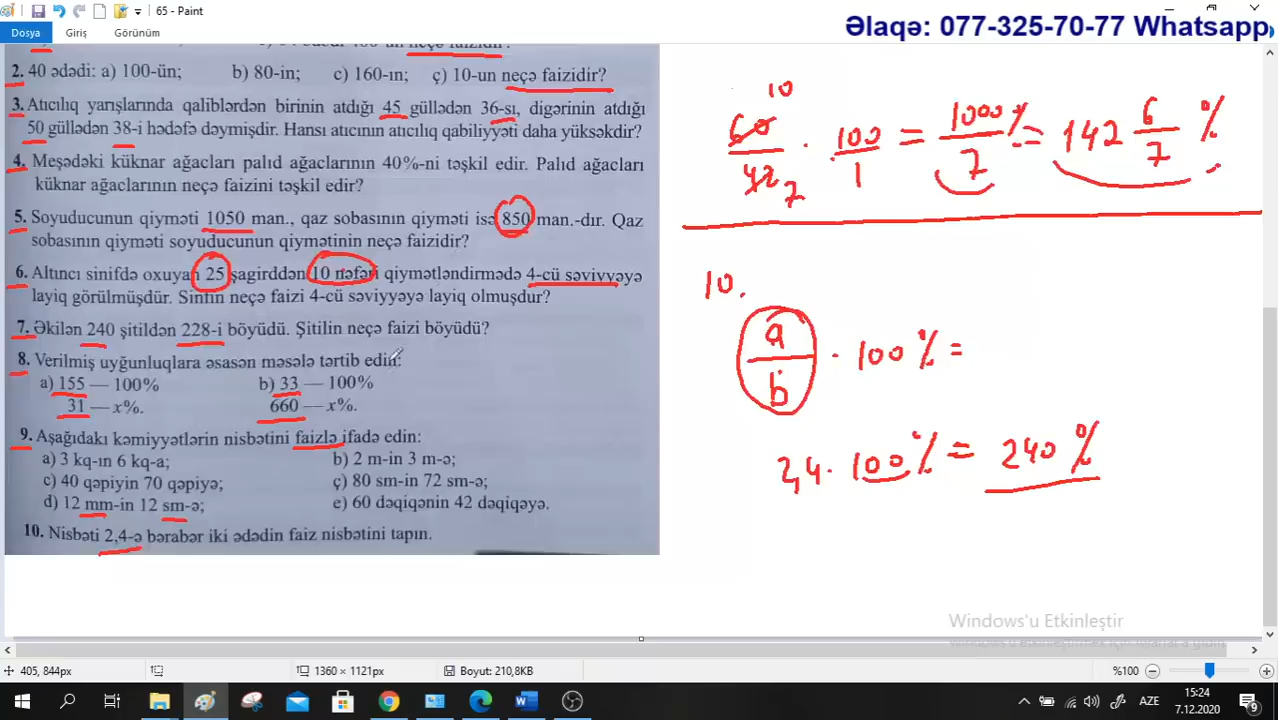 65 - Paint
Əlaqə: 077-325-70-77 Whatsapp
Dosya Giriş Görünüm
neçə faizidir?
2. 40 ədədi: a) 100-ün; b) 80-in; c) 160-ın; ç) 10-un neçə faizidir?
3. Atıcılıq yarışlarında qaliblərdən birinin atdığı 45 güllədən 36-sı, digərinin atdığı
50 güllədən 38-i hədəfə dəymişdir. Hansı atıcının atıcılıq qabiliyyəti daha yüksəkdir?
4. Meşədəki küknar ağacları palıd ağaclarının 40%-ni təşkil edir. Palıd ağacları
küknar ağaclarının neçə faizini təşkil edir?
5. Soyuducunun qiyməti 1050 man., qaz sobasının qiyməti isə 850 man.-dır. Qaz
sobasının qiyməti soyuducunun qiymətinin neçə faizidir?
6. Altıncı sinifdə oxuyan 25 şagirddən 10 nəfəri qiymətləndirmədə 4-cü səviyyəyə
layiq görülmüşdür. Sinfin neçə faizi 4-cü səviyyəyə layiq olmuşdur?
7. Əkilən 240 şitildən 228-i böyüdü. Şitilin neçə faizi böyüdü?
8. Verilmiş uyğunluqlara əsasən məsələ tərtib edin:
a) 155 — 100% b) 33 — 100%
31 — x%. 660 — x%.
9. Aşağıdakı kəmiyyətlərin nisbətini faizlə ifadə edin:
a) 3 kq-ın 6 kq-a; b) 2 m-in 3 m-ə;
c) 40 qəpiyin 70 qəpiyə; ç) 80 sm-in 72 sm-ə;
d) 12 mm-in 12 sm-ə; e) 60 dəqiqənin 42 dəqiqəyə.
10. Nisbəti 2,4-ə bərabər iki ədədin faiz nisbətini tapın.
10
60/42 7 · 100/1 = 1000/7 % = 142 6/7 %
10.
a/b · 100% =
2,4 · 100% = 240%
Windows'u Etkinleştir
405, 844px 1360 × 1121px Boyut: 210,8KB %100
AZE 15:24
7.12.2020 9